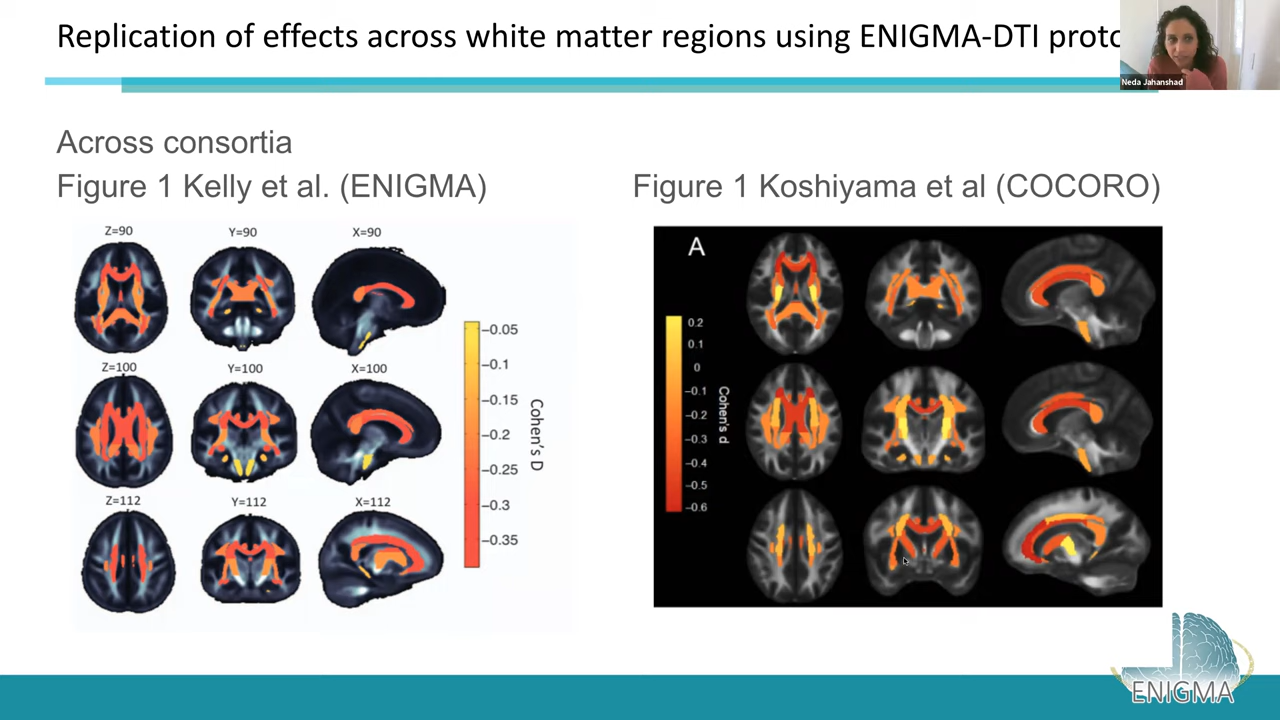 Replication of effects across white matter regions using ENIGMA-DTI
Neda Jahanshad
Across consortia
Figure 1 Kelly et al. (ENIGMA)
Figure 1 Koshiyama et al (COCORO)
Z=90
Y=90
X=90
Z=100
Y=100
X=100
Z=112
Y=112
X=112
−0.05
−0.1
−0.15
−0.2
−0.25
−0.3
−0.35
Cohen's D
A
0.2
0.1
0
−0.1
−0.2
−0.3
−0.4
−0.5
−0.6
Cohen's d
ENIGMA